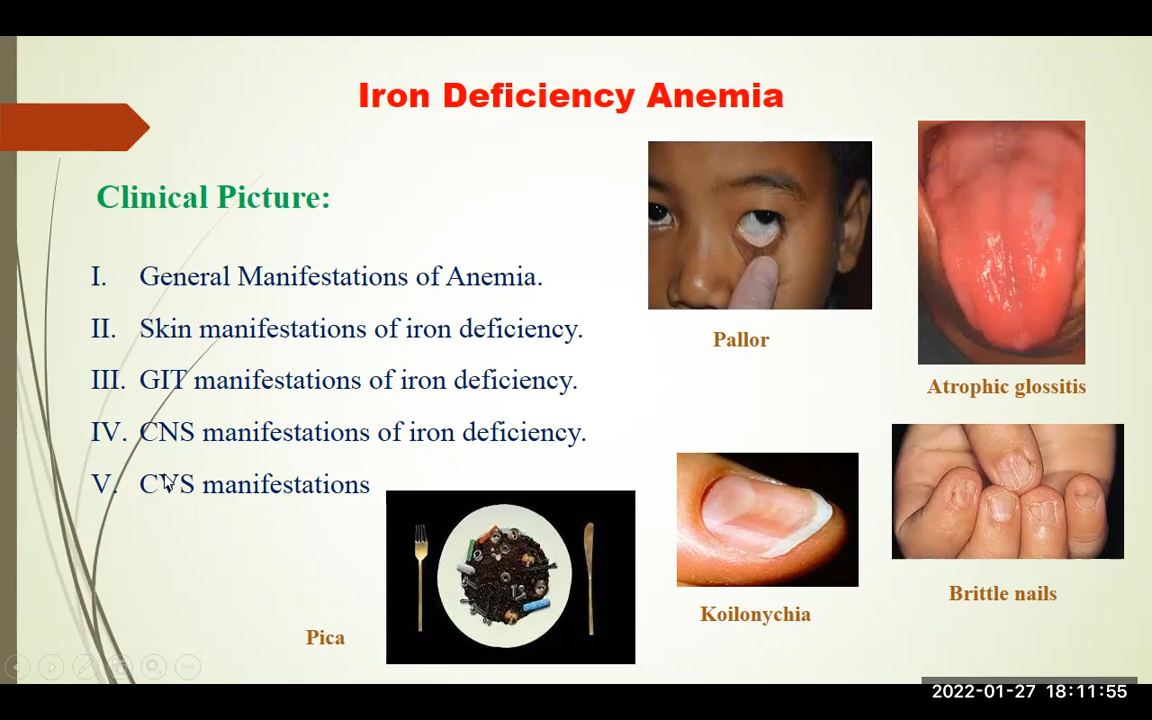 Iron Deficiency Anemia
Clinical Picture:
I. General Manifestations of Anemia.
II. Skin manifestations of iron deficiency.
III. GIT manifestations of iron deficiency.
IV. CNS manifestations of iron deficiency.
V. CVS manifestations
Pallor
Atrophic glossitis
Koilonychia
Brittle nails
Pica
2022-01-27 18:11:55